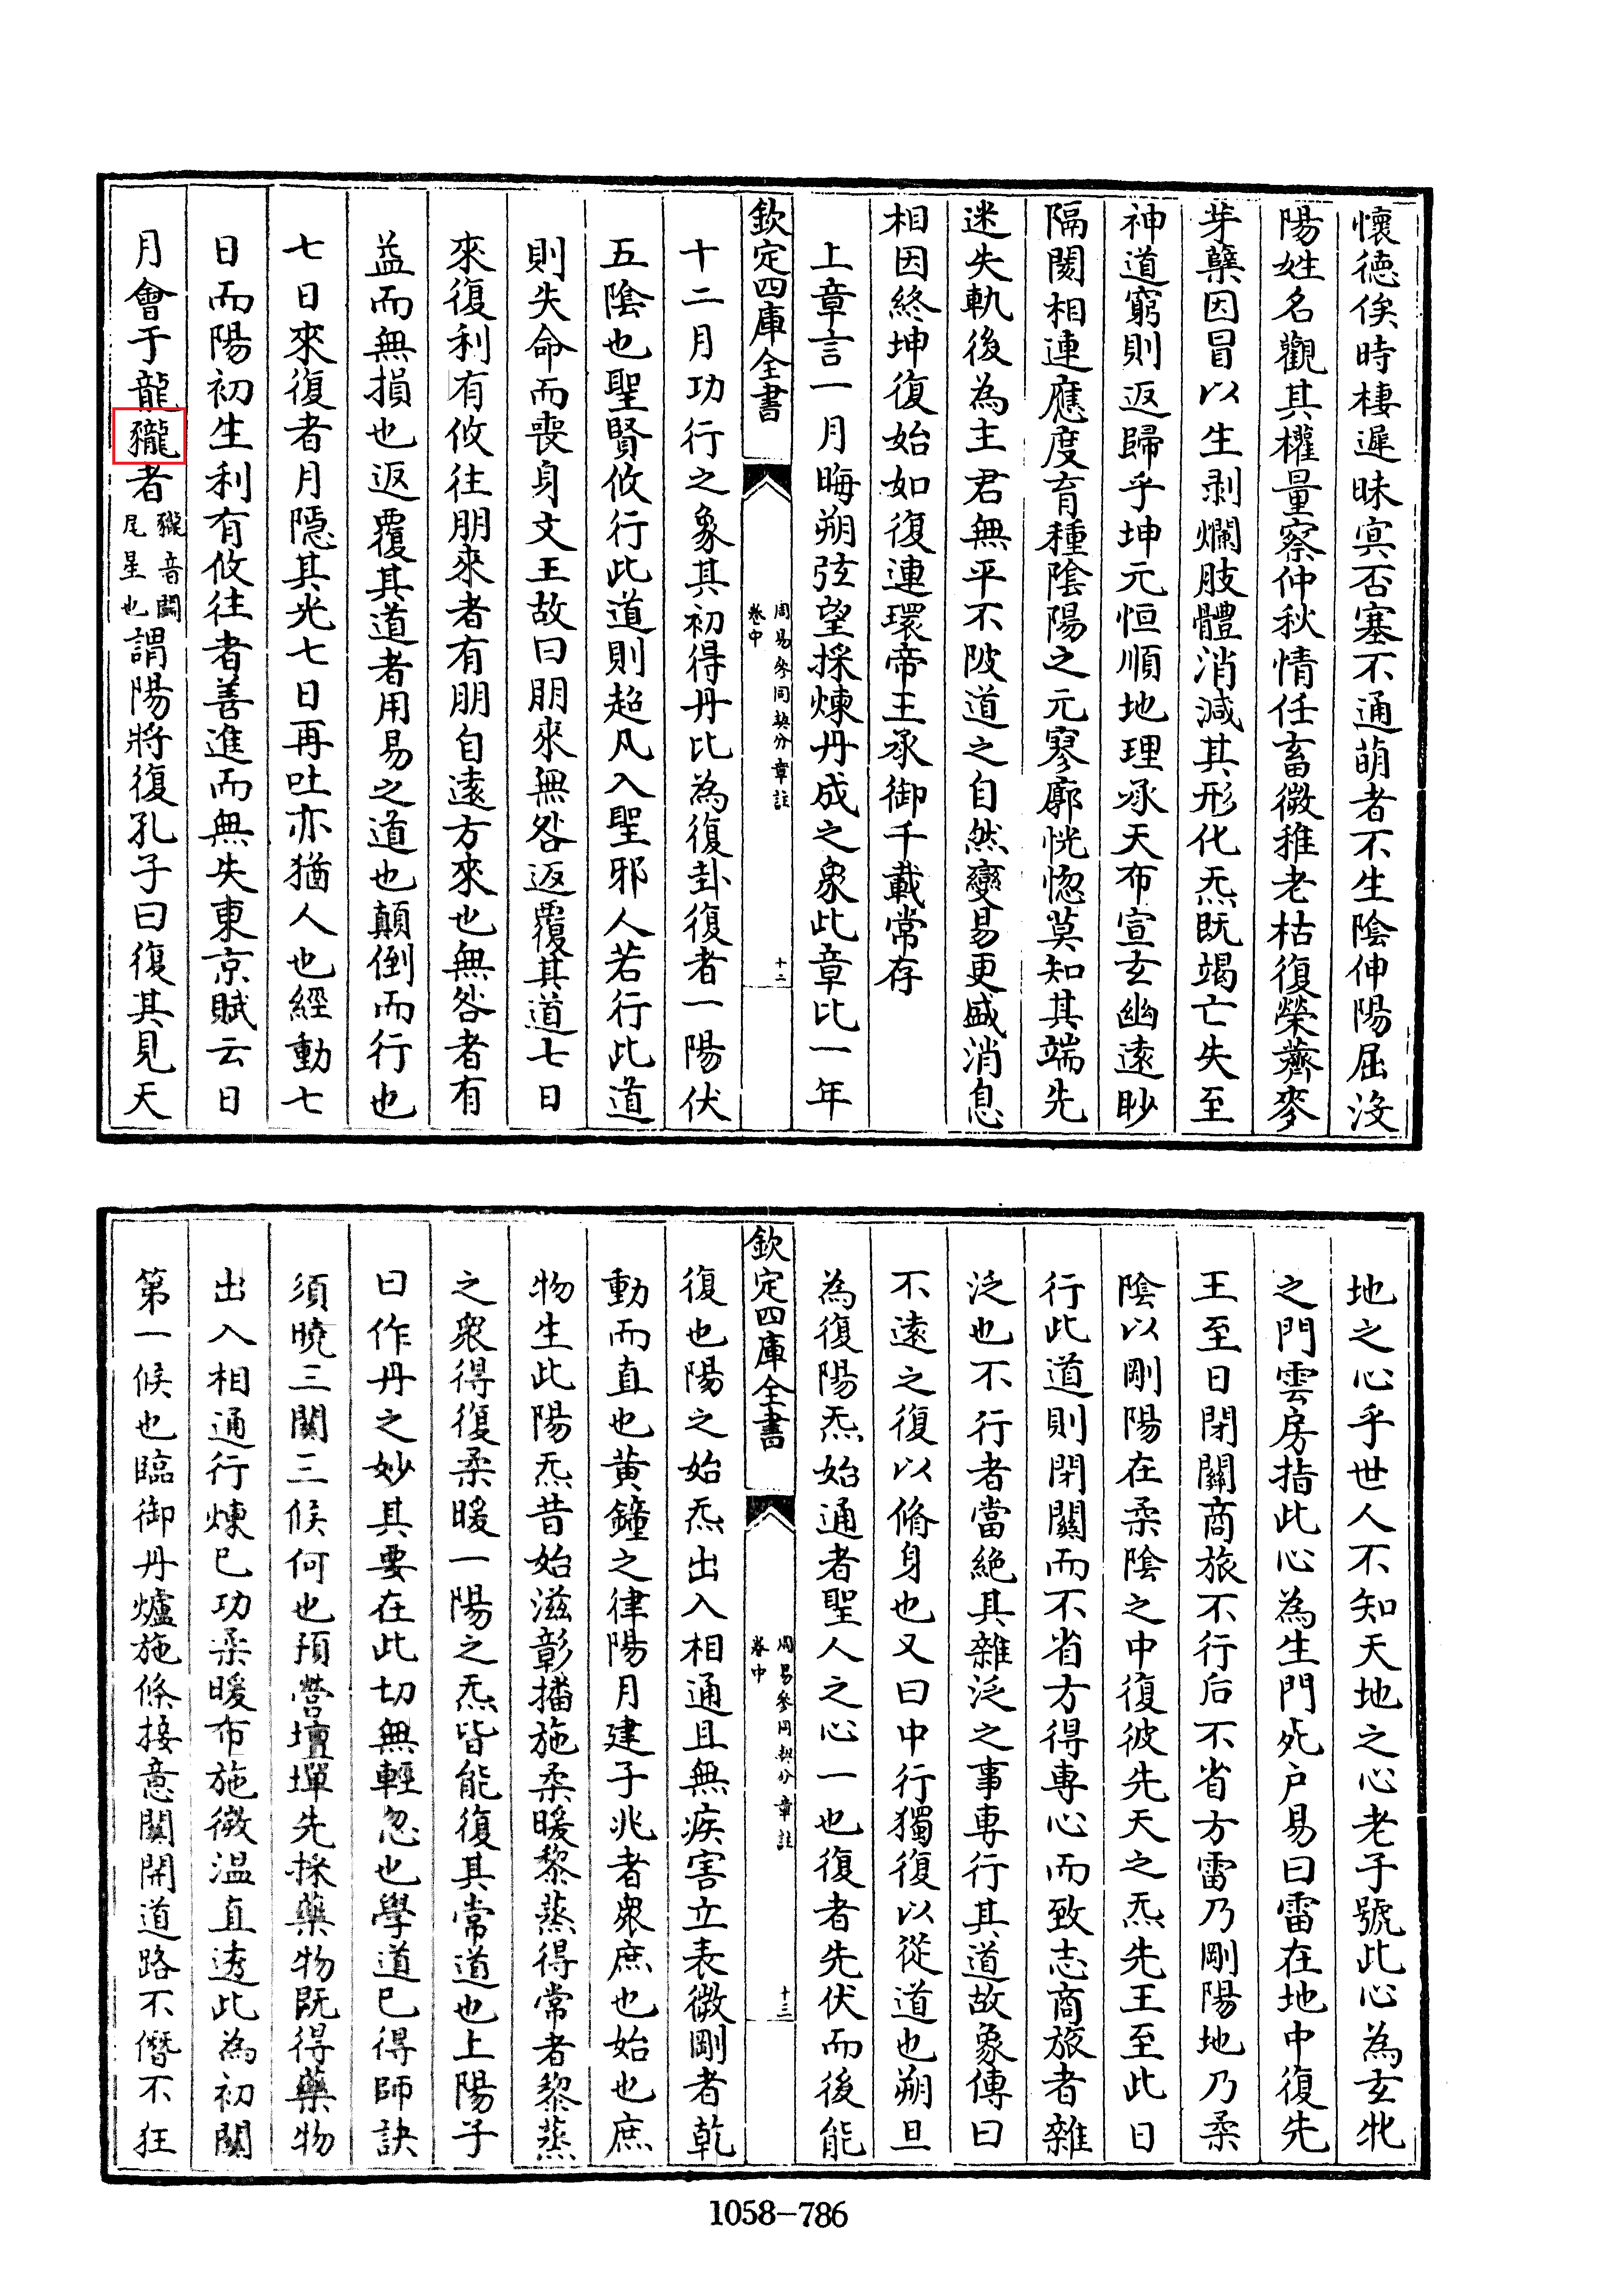 懷德俟時棲遲昧㝠否塞不通萌者不生陰伸陽屈沒
陽姓名觀其權量察仲秋情任畜微稚老枯復榮薺麥
芽蘖因冒以生剥爛肢體消滅其形化炁既竭亡失至
神道窮則返歸乎坤元恒順地理承天布宣玄幽遠眇
隔閡相連應度育種陰陽之元寥廓恍惚莫知其端先
迷失軌後為主君無平不陂道之自然變易更盛消息
相因終坤復始如復連環帝王承御千載常存
上章言一月晦朔弦望採煉丹成之象此章比一年
欽定四庫全書
周易參同契分章註
卷中
十二
十二月功行之象其初得丹比為復卦復者一陽伏
五陰也聖賢攸行此道則超凡入聖邪人若行此道
則失命而喪身文王故曰朋來無咎返覆其道七日
來復利有攸往朋來者有朋自遠方來也無咎者有
益而無損也返覆其道者用易之道也顛倒而行也
七日來復者月隱其光七日再吐亦猶人也經動七
日而陽初生利有攸往者善進而無失東京賦云日
月會于龍𧱓者
𧱓音鬭
尾星也
謂陽將復孔子曰復其見天
地之心乎世人不知天地之心老子號此心為玄牝
之門雲房指此心為生門死户易曰雷在地中復先
王至日閉關商旅不行后不省方雷乃剛陽地乃柔
陰以剛陽在柔陰之中復彼先天之炁先王至此日
行此道則閉關而不省方得專心而致志商旅者雜
泛也不行者當絕其雜泛之事專行其道故象傳曰
不遠之復以脩身也又曰中行獨復以從道也朔旦
為復陽炁始通者聖人之心一也復者先伏而後能
欽定四庫全書
周易參同契分章註
卷中
十三
復也陽之始炁出入相通且無疾害立表微剛者乾
動而直也黄鐘之律陽月建子兆者衆庶也始也庶
物生此陽炁昔始滋彰播施柔暖黎蒸得常者黎蒸
之衆得復柔暖一陽之炁皆能復其常道也上陽子
曰作丹之妙其要在此切無輕忽也學道已得師訣
須曉三關三候何也預營壇墠先採藥物既得藥物
出入相通行煉已功柔暖布施微温直透此為初關
第一候也臨御丹爐施條接意關開道路不僭不狂
1058-786